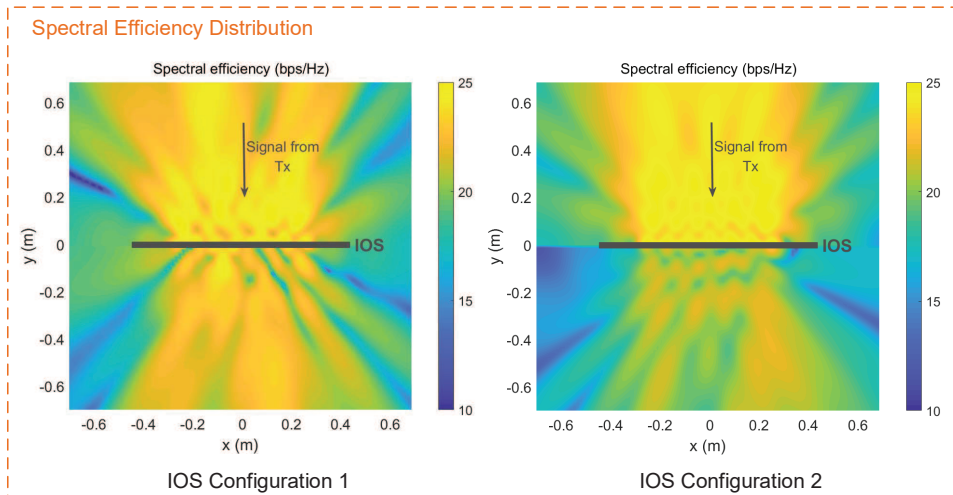 Spectral Efficiency Distribution
Spectral efficiency (bps/Hz)
0.6
0.4
0.2
0
-0.2
-0.4
-0.6
y (m)
-0.6 -0.4 -0.2 0 0.2 0.4 0.6
x (m)
Signal from
Tx
IOS
25
20
15
10
IOS Configuration 1
Spectral efficiency (bps/Hz)
0.6
0.4
0.2
0
-0.2
-0.4
-0.6
y (m)
-0.6 -0.4 -0.2 0 0.2 0.4 0.6
x (m)
Signal from
Tx
IOS
25
20
15
10
IOS Configuration 2